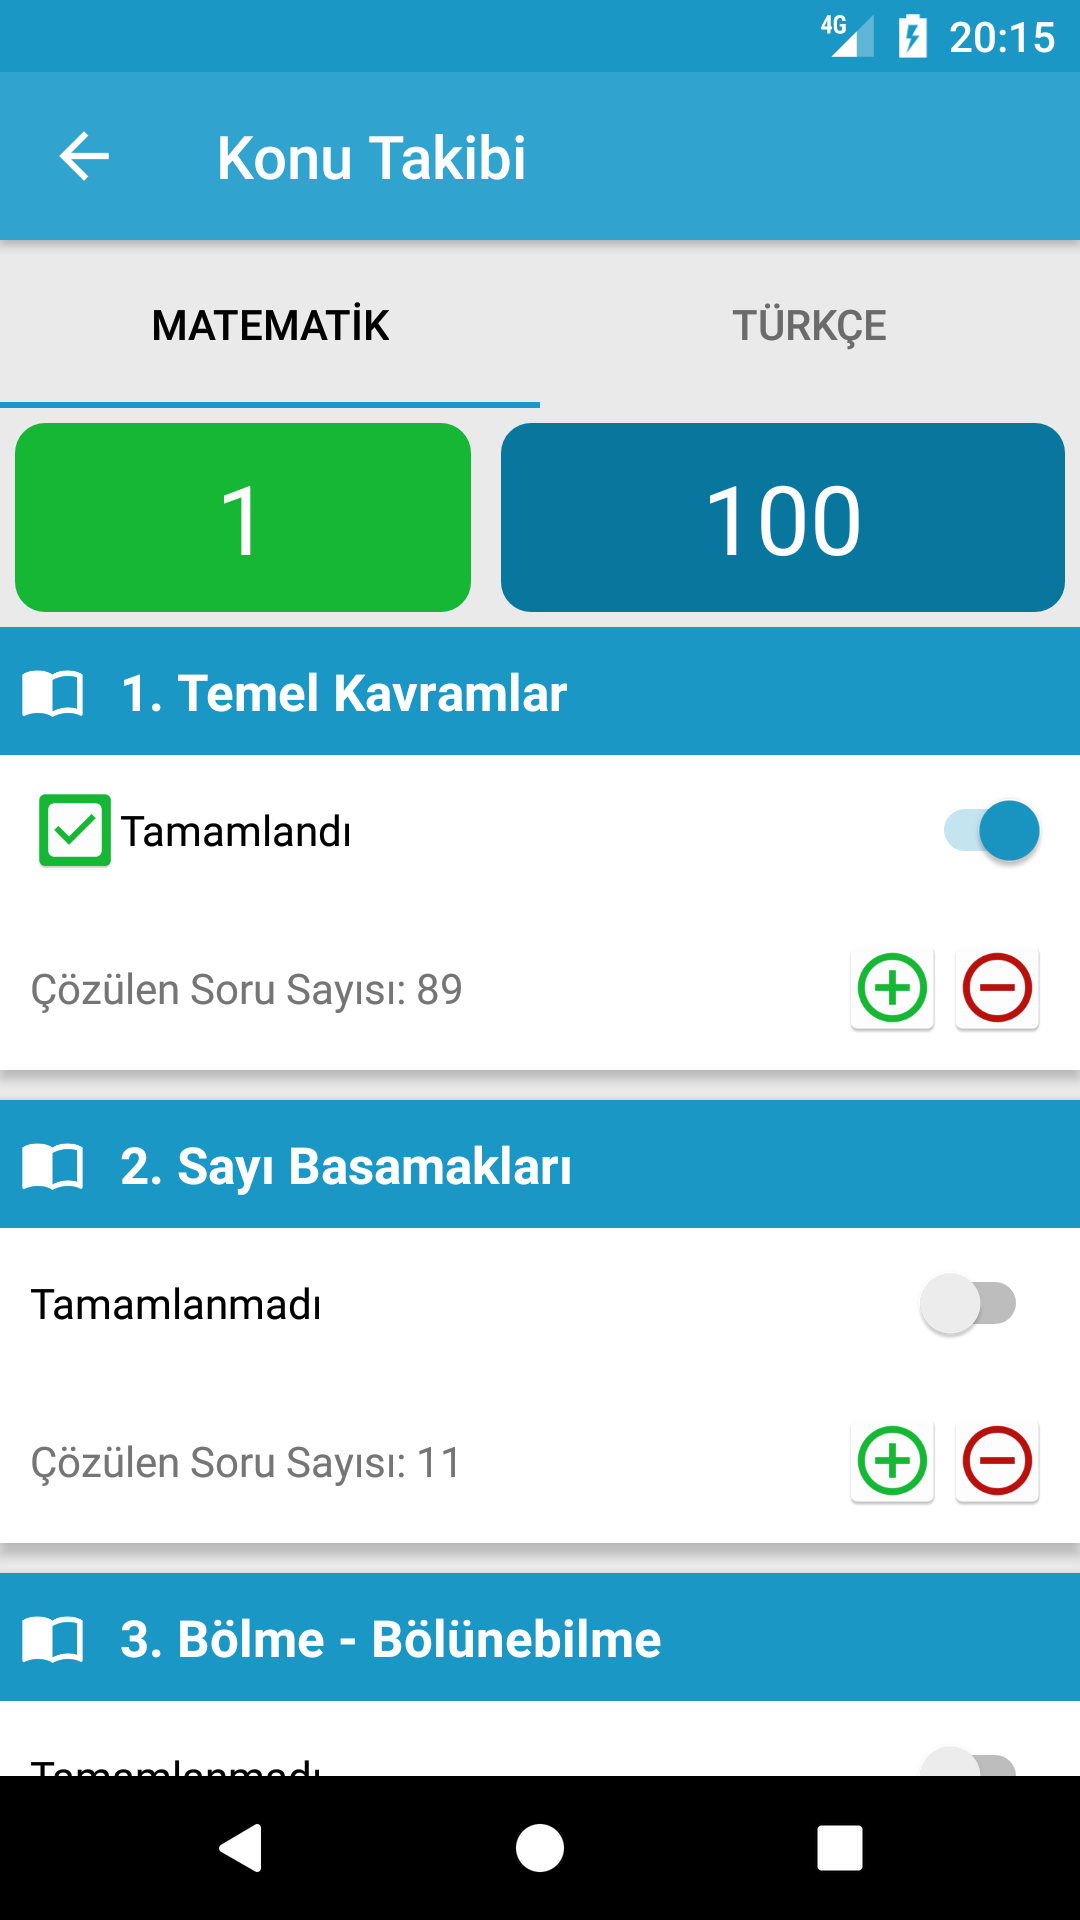 4G 20:15
Konu Takibi
MATEMATİK TÜRKÇE
1 100
1. Temel Kavramlar
Tamamlandı
Çözülen Soru Sayısı: 89
2. Sayı Basamakları
Tamamlanmadı
Çözülen Soru Sayısı: 11
3. Bölme - Bölünebilme
Tamamlanmadı